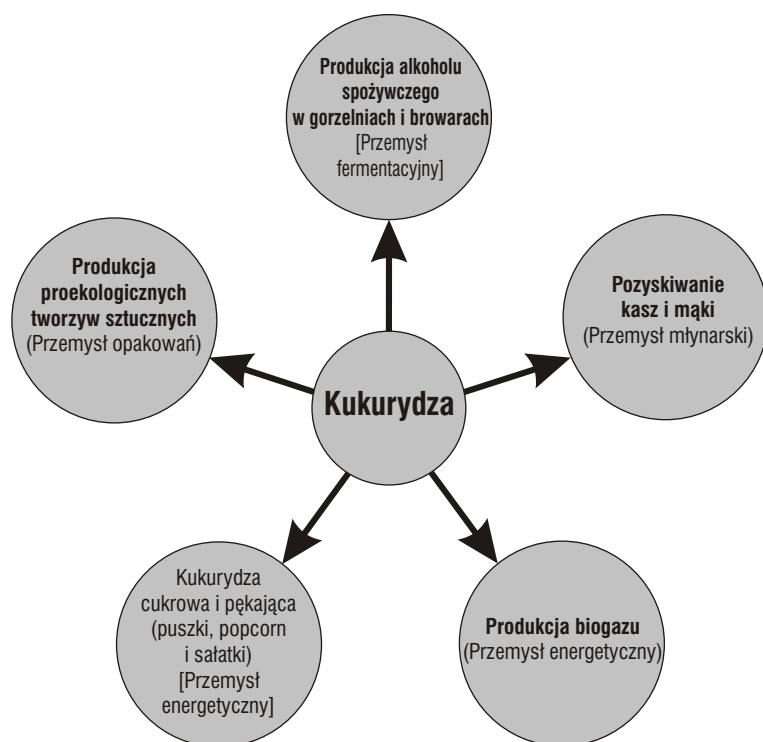 Produkcja alkoholu
spożywczego
w gorzelniach i browarach
[Przemysł
fermentacyjny]
Produkcja
proekologicznych
tworzyw sztucznych
(Przemysł opakowań)
Pozyskiwanie
kasz i mąki
(Przemysł młynarski)
Kukurydza
Kukurydza
cukrowa i pękająca
(puszki, popcorn
i sałatki)
[Przemysł
energetyczny]
Produkcja biogazu
(Przemysł energetyczny)